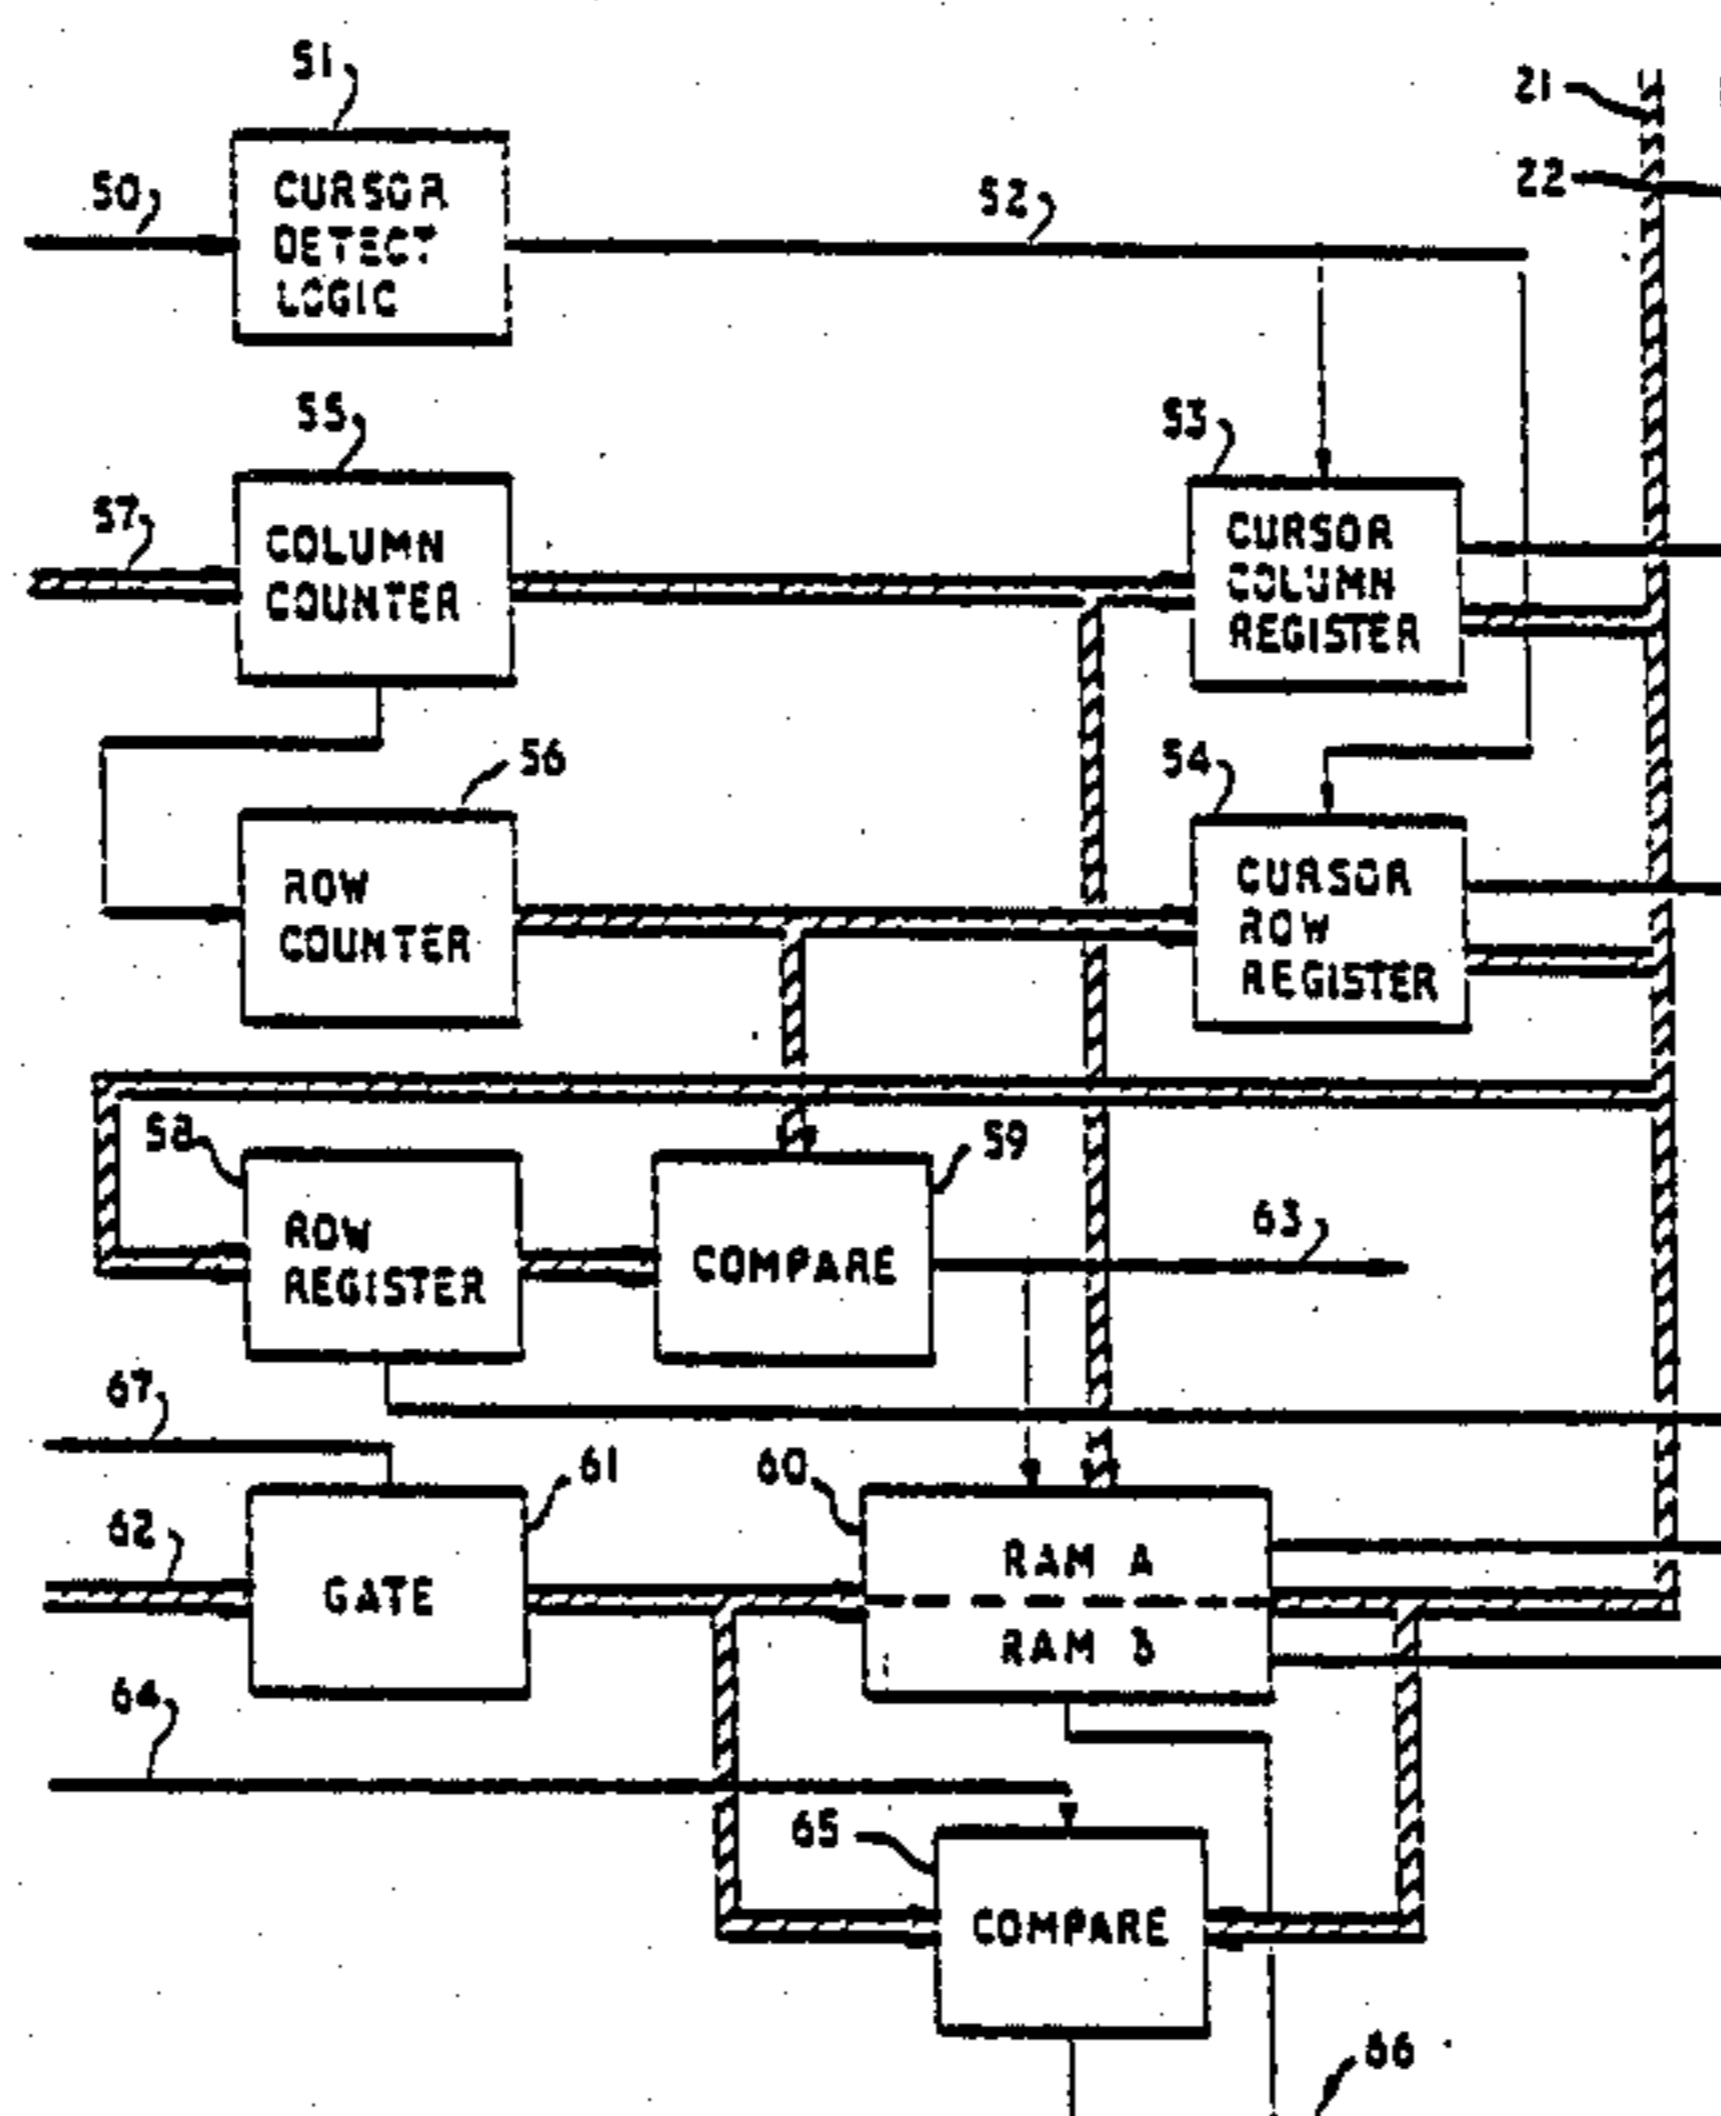 51
21
50
CURSOR
DETECT
LOGIC
52
22
55
53
57
COLUMN
COUNTER
CURSOR
COLUMN
REGISTER
56
54
ROW
COUNTER
CURSOR
ROW
REGISTER
58
59
ROW
REGISTER
COMPARE
63
67
61
60
62
GATE
RAM A
RAM B
64
65
COMPARE
66